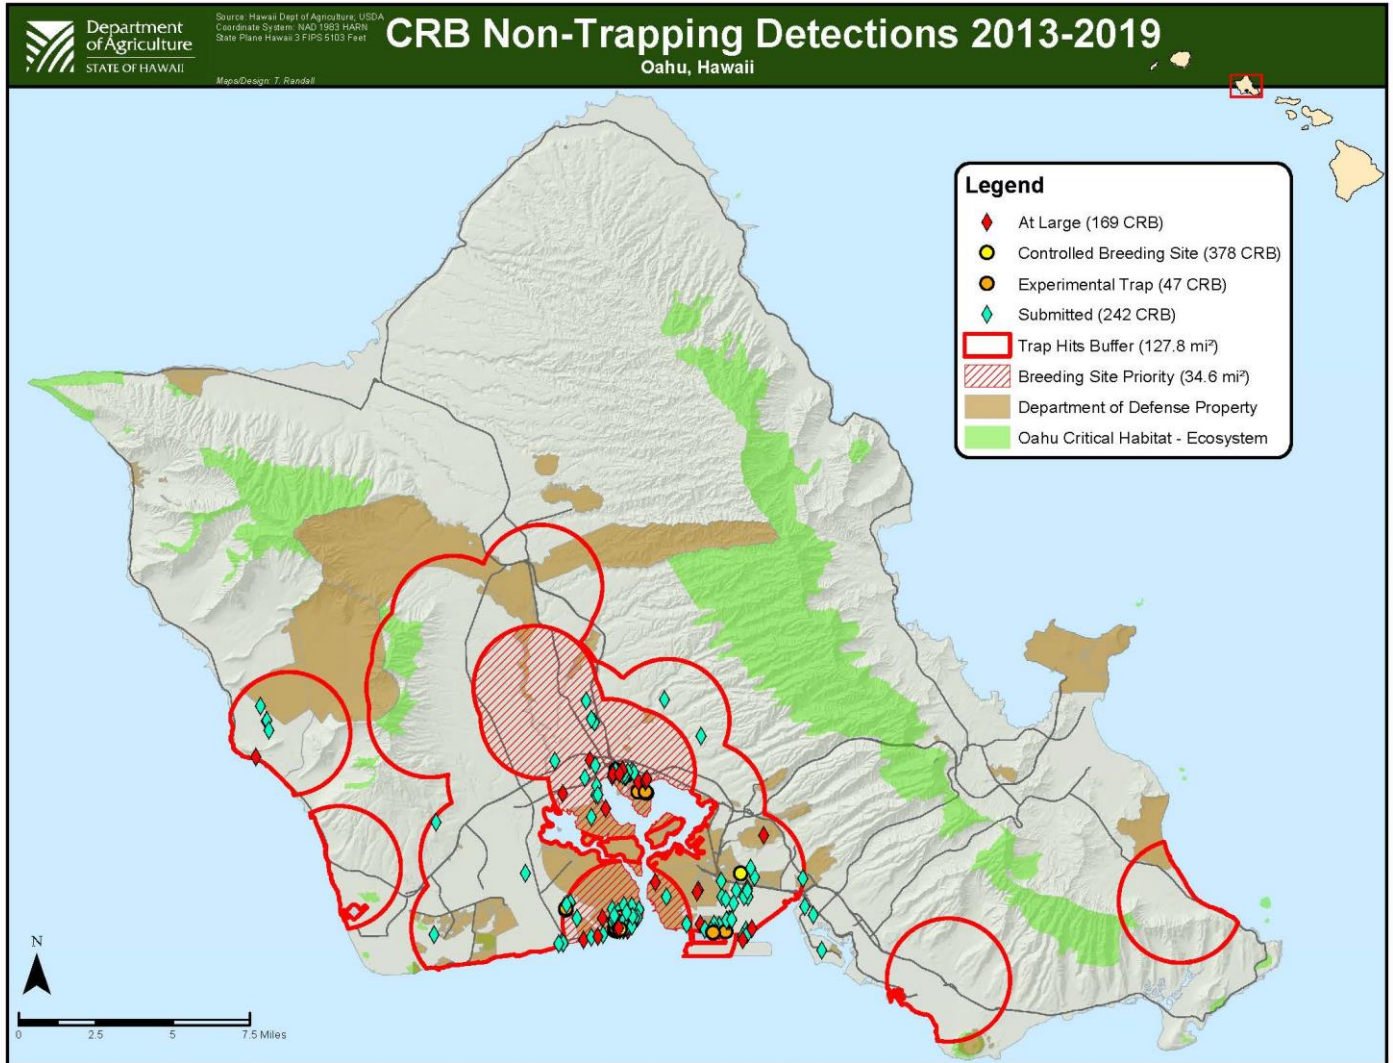 Department
of Agriculture
STATE OF HAWAII
Source: Hawaii Dept of Agriculture; USDA
Coordinate System: NAD 1983 HARN
State Plane Hawaii 3 FIPS 5103 Feet
Maps/Design: T. Randall
CRB Non-Trapping Detections 2013-2019
Oahu, Hawaii
Legend
At Large (169 CRB)
Controlled Breeding Site (378 CRB)
Experimental Trap (47 CRB)
Submitted (242 CRB)
Trap Hits Buffer (127.8 mi²)
Breeding Site Priority (34.6 mi²)
Department of Defense Property
Oahu Critical Habitat - Ecosystem
N
0 2.5 5 7.5 Miles